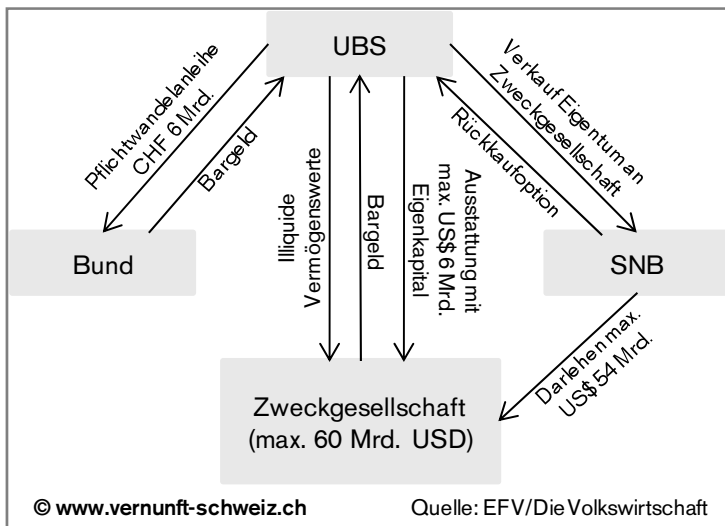 UBS
Pflichtwandelanleihe
CHF 6 Mrd.
Bargeld
Verkauf Eigentum an
Zweckgesellschaft
Rückkaufoption
Illiquide
Vermögenswerte
Bargeld
Ausstattung mit
max. US$ 6 Mrd.
Eigenkapital
Bund
SNB
Darlehen max.
US$ 54 Mrd.
Zweckgesellschaft
(max. 60 Mrd. USD)
© www.vernunft-schweiz.ch
Quelle: EFV/Die Volkswirtschaft